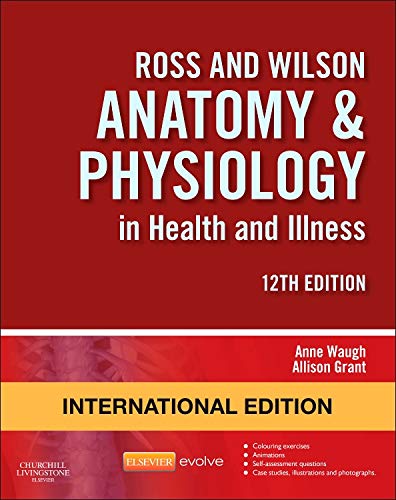 ROSS AND WILSON
ANATOMY &
PHYSIOLOGY
in Health and Illness
12TH EDITION
Anne Waugh
Allison Grant
INTERNATIONAL EDITION
CHURCHILL
LIVINGSTONE
ELSEVIER
ELSEVIER evolve
• Colouring exercises
• Animations
• Self-assessment questions
• Case studies, illustrations and photographs.